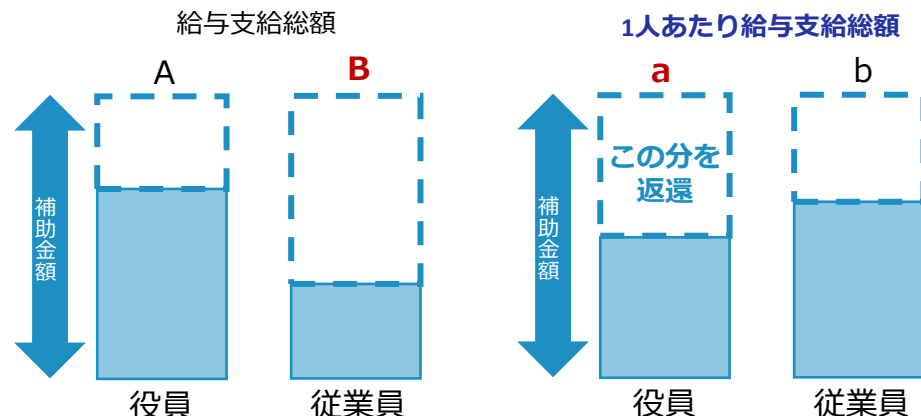 給与支給総額
1人あたり給与支給総額
A
B
a
b
補助金額
この分を
返還
補助金額
役員
従業員
役員
従業員